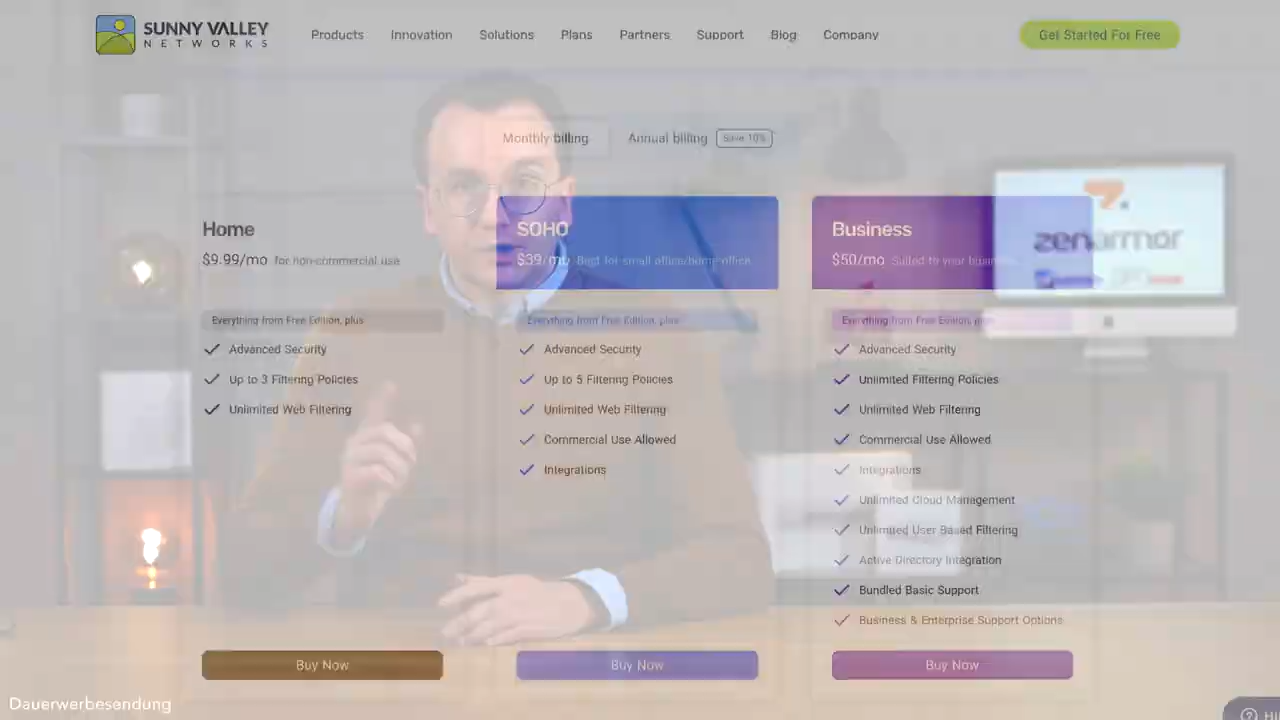 SUNNY VALLEY
NETWORKS
Products
Innovation
Solutions
Plans
Partners
Support
Blog
Company
Get Started For Free
Monthly billing
Annual billing
Save 10%
Home
$9.99/mo for non-commercial use
Everything from Free Edition, plus
Advanced Security
Up to 3 Filtering Policies
Unlimited Web Filtering
Buy Now
SOHO
$39/mo Best for small office/home office
Everything from Free Edition, plus
Advanced Security
Up to 5 Filtering Policies
Unlimited Web Filtering
Commercial Use Allowed
Integrations
Buy Now
Business
$50/mo Suited to your business
Everything from Free Edition, plus
Advanced Security
Unlimited Filtering Policies
Unlimited Web Filtering
Commercial Use Allowed
Integrations
Unlimited Cloud Management
Unlimited User Based Filtering
Active Directory Integration
Bundled Basic Support
Business & Enterprise Support Options
Buy Now
zenarmor
Dauerwerbesendung